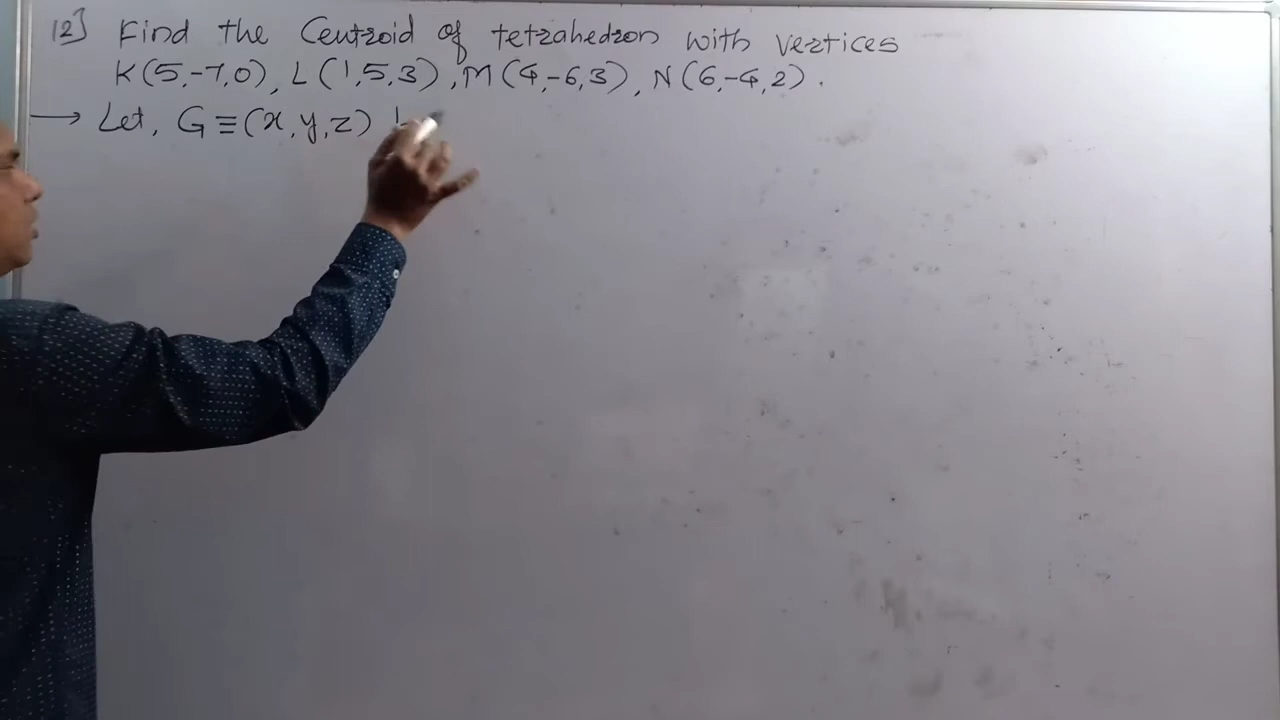 12] Find the Centroid of tetrahedron with vertices
K(5,-7,0), L(1,5,3), M(4,-6,3), N(6,-4,2).
→ Let, G≡(x,y,z)